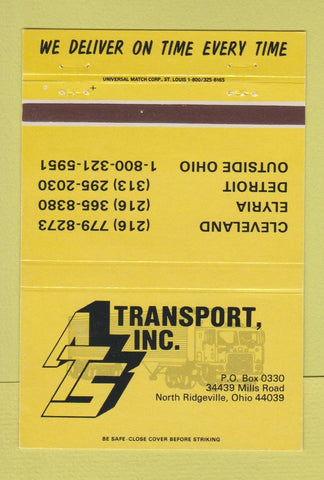 WE DELIVER ON TIME EVERY TIME
UNIVERSAL MATCH CORP., ST. LOUIS 1-800/325-8165
CLEVELAND (216) 779-8273
ELYRIA (216) 365-8380
DETROIT (313) 295-2030
OUTSIDE OHIO 1-800-321-5951
ATS
TRANSPORT,
INC.
P.O. Box 0330
34439 Mills Road
North Ridgeville, Ohio 44039
BE SAFE-CLOSE COVER BEFORE STRIKING